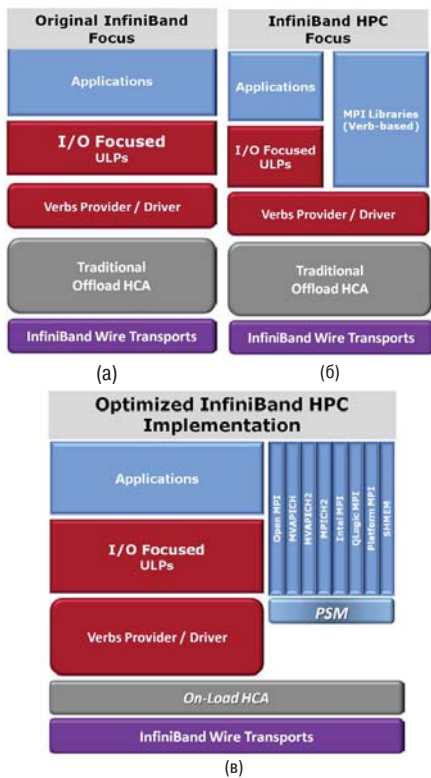 Original InfiniBand
Focus
Applications
I/O Focused
ULPs
Verbs Provider / Driver
Traditional
Offload HCA
InfiniBand Wire Transports
(а)
InfiniBand HPC
Focus
Applications
MPI Libraries
(Verb-based)
I/O Focused
ULPs
Verbs Provider / Driver
Traditional
Offload HCA
InfiniBand Wire Transports
(б)
Optimized InfiniBand HPC
Implementation
Applications
I/O Focused
ULPs
Verbs Provider / Driver
Open MPI
MVAPICH
MVAPICH2
MPICH2
Intel MPI
QLogic MPI
Platform MPI
SHMEM
PSM
On-Load HCA
InfiniBand Wire Transports
(в)